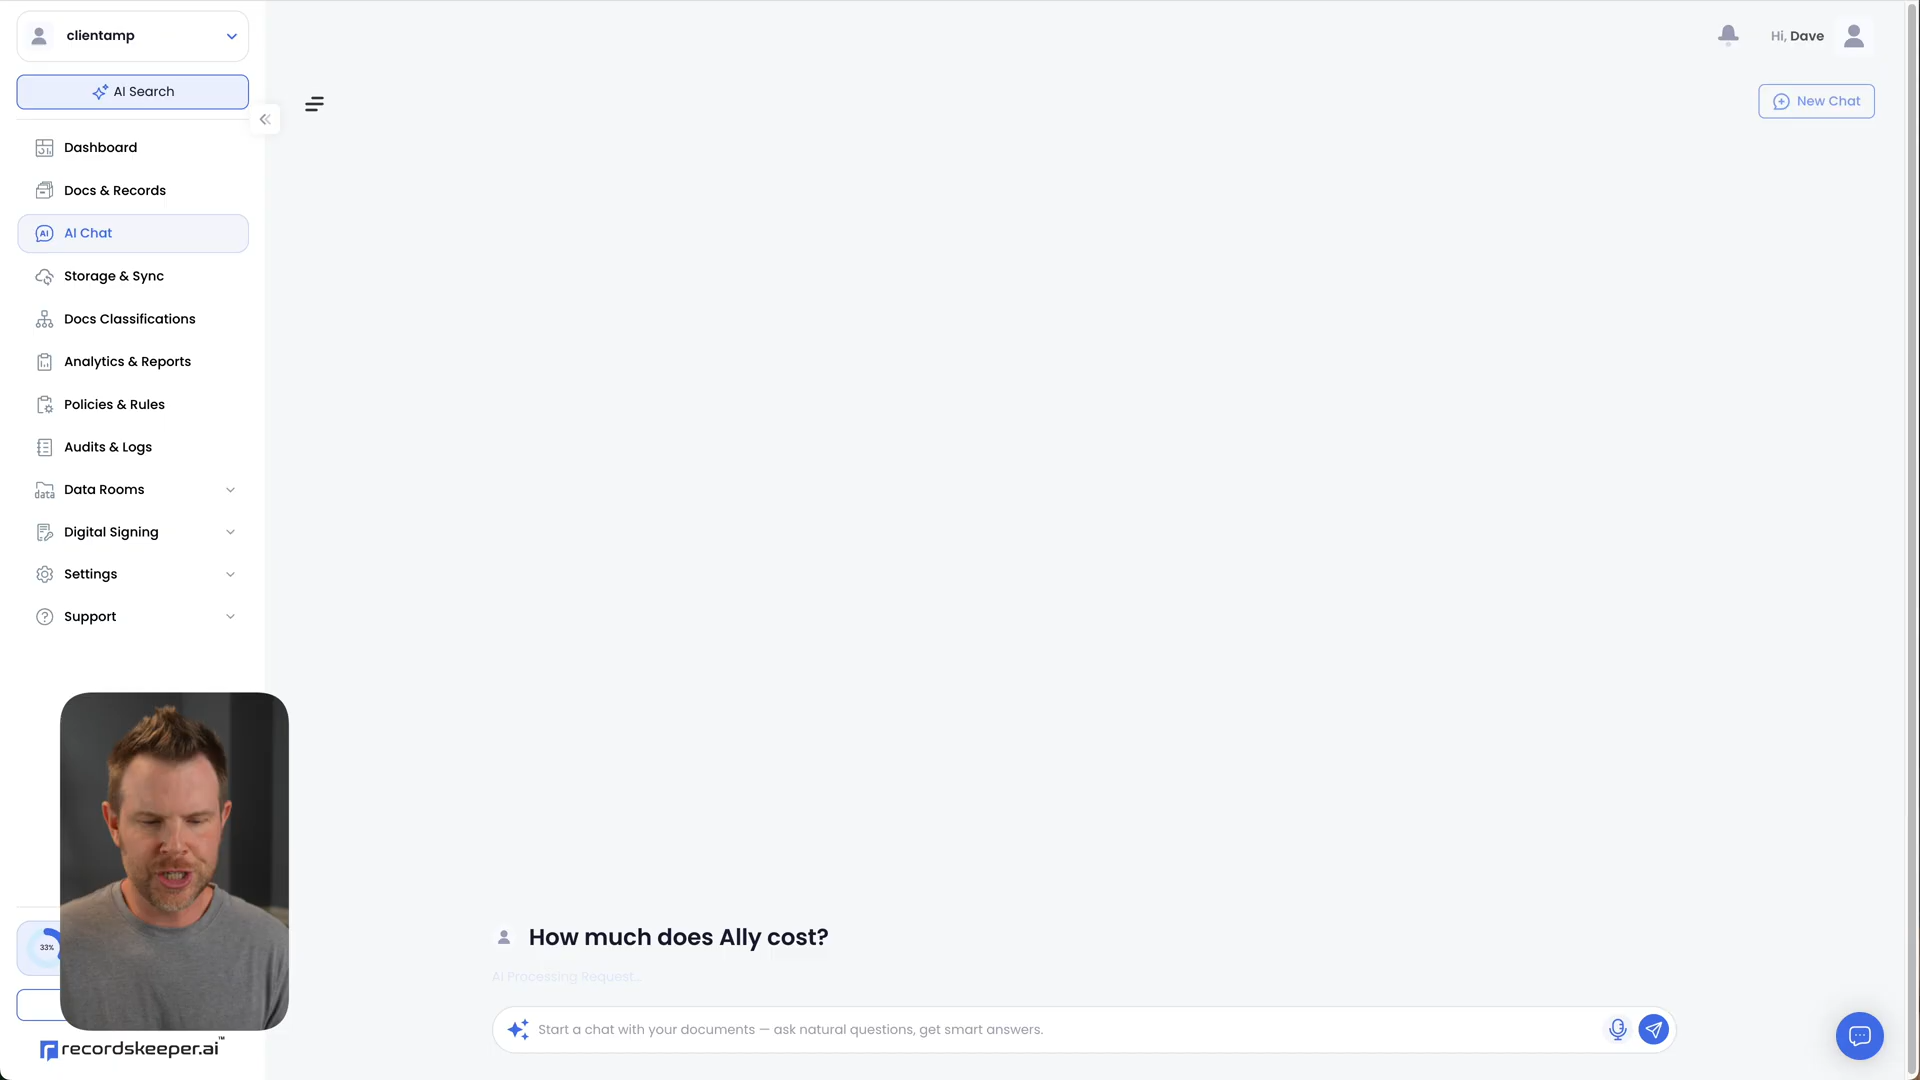 clientamp
AI Search
Dashboard
Docs & Records
AI Chat
Storage & Sync
Docs Classifications
Analytics & Reports
Policies & Rules
Audits & Logs
Data Rooms
Digital Signing
Settings
Support
33%
recordskeeper.ai™
Hi, Dave
New Chat
How much does Ally cost?
AI Processing Request...
Start a chat with your documents — ask natural questions, get smart answers.